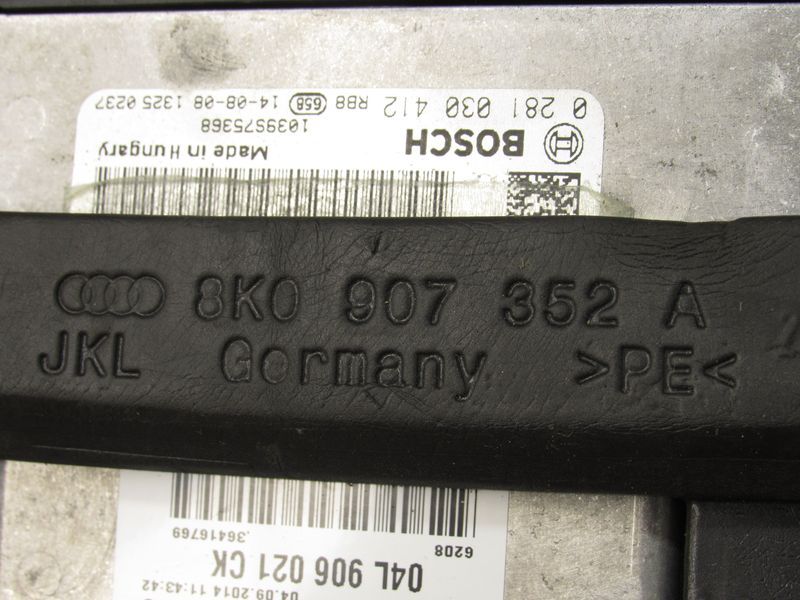 0 281 030 412 RB8 658 14-08-08 1325 0237
1039S75368
BOSCH Made in Hungary
8K0 907 352 A
JKL Germany >PE<
6208 .36416769
04L 906 021 CK
04.09.2014 11:43:42